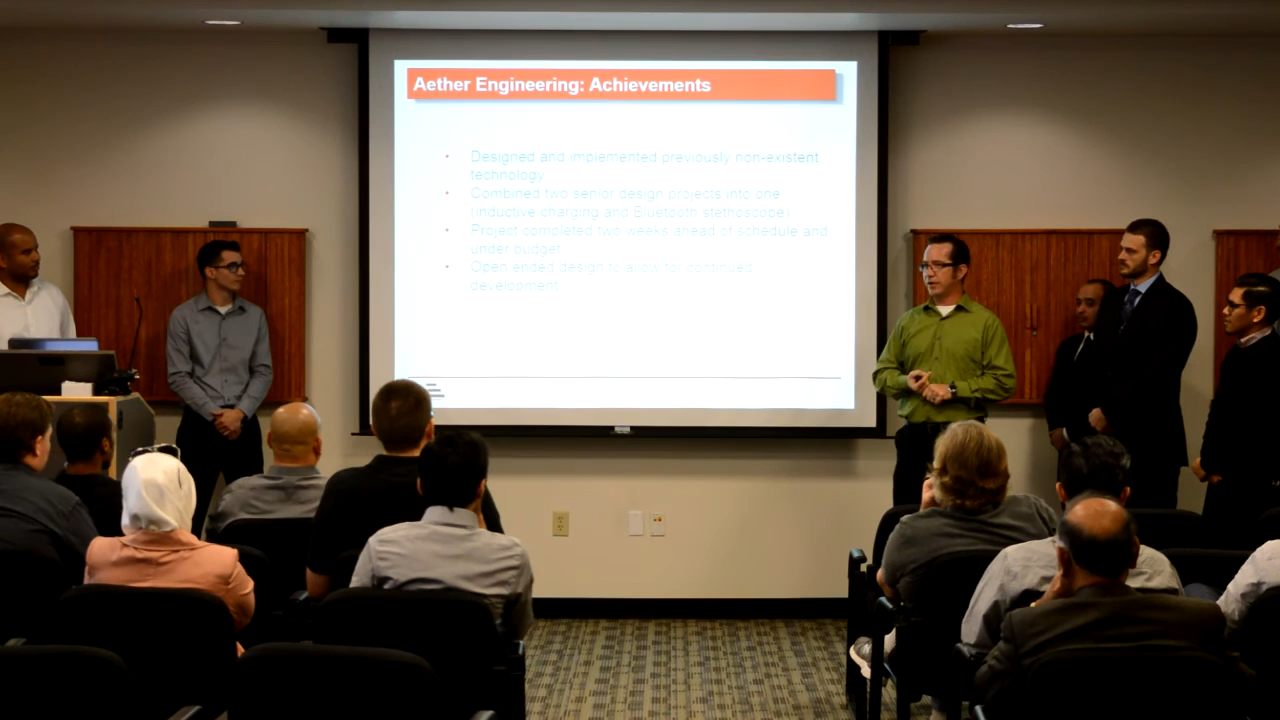 Aether Engineering: Achievements
• Designed and implemented previously non-existent
technology
• Combined two senior design projects into one
(inductive charging and Bluetooth stethoscope)
• Project completed two weeks ahead of schedule and
under budget
• Open ended design to allow for continued
development